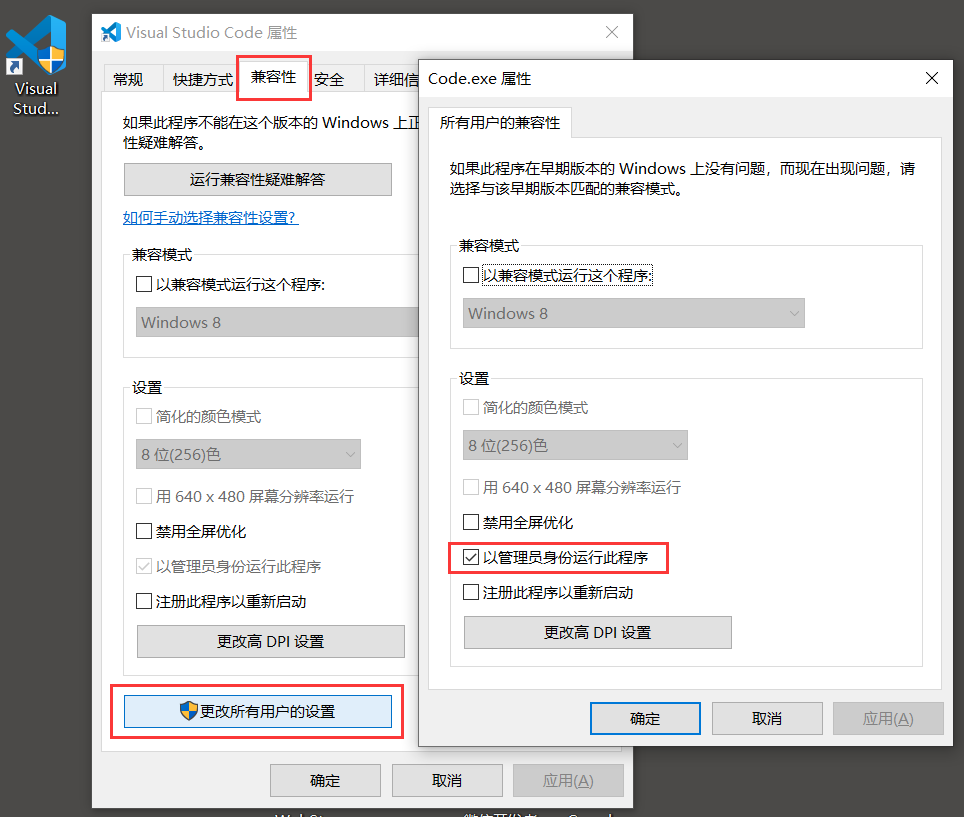 Visual
Stud...
Visual Studio Code 属性
常规
快捷方式
兼容性
安全
详细信
如果此程序不能在这个版本的 Windows 上正
性疑难解答。
运行兼容性疑难解答
如何手动选择兼容性设置?
兼容模式
以兼容模式运行这个程序:
Windows 8
设置
简化的颜色模式
8 位(256)色
用 640 x 480 屏幕分辨率运行
禁用全屏优化
以管理员身份运行此程序
注册此程序以重新启动
更改高 DPI 设置
更改所有用户的设置
确定
取消
应用(A)
Code.exe 属性
所有用户的兼容性
如果此程序在早期版本的 Windows 上没有问题，而现在出现问题，请
选择与该早期版本匹配的兼容模式。
兼容模式
以兼容模式运行这个程序:
Windows 8
设置
简化的颜色模式
8 位(256)色
用 640 x 480 屏幕分辨率运行
禁用全屏优化
以管理员身份运行此程序
注册此程序以重新启动
更改高 DPI 设置
确定
取消
应用(A)